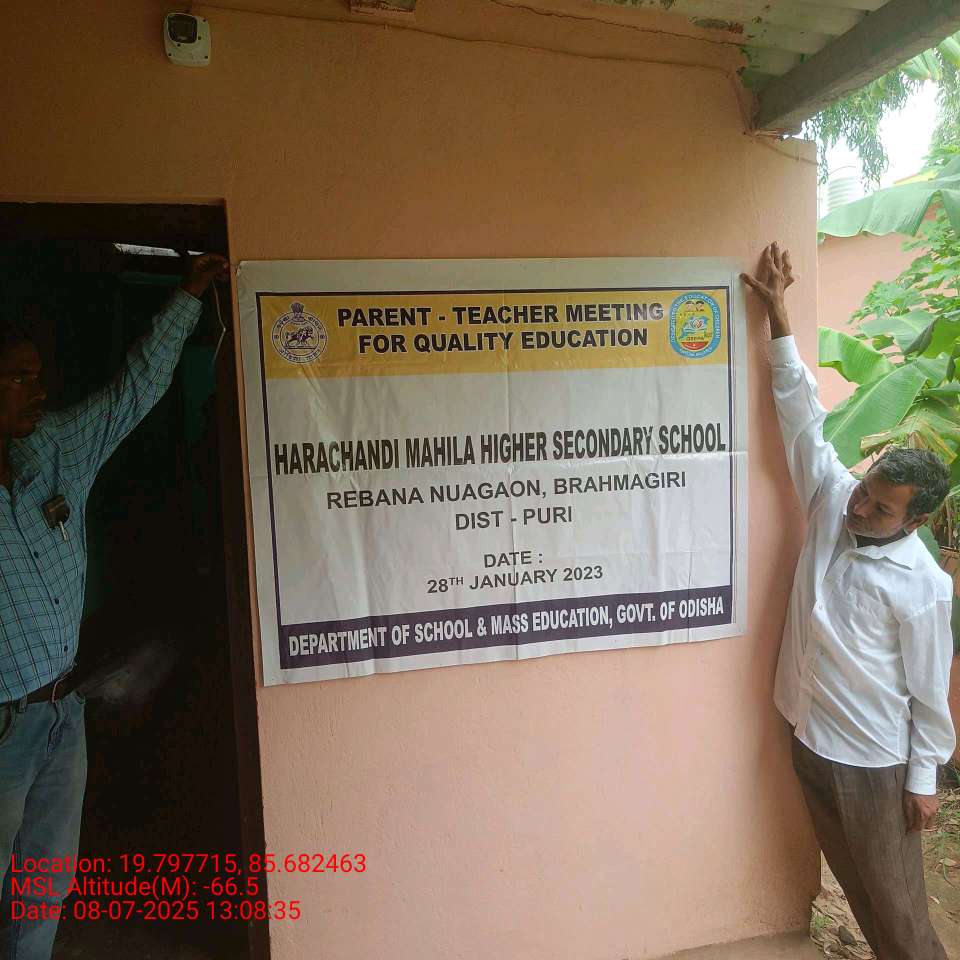 PARENT - TEACHER MEETING
FOR QUALITY EDUCATION
HARACHANDI MAHILA HIGHER SECONDARY SCHOOL
REBANA NUAGAON, BRAHMAGIRI
DIST - PURI
DATE :
28TH JANUARY 2023
DEPARTMENT OF SCHOOL & MASS EDUCATION, GOVT. OF ODISHA
Location: 19.797715, 85.682463
MSL Altitude(M): -66.5
Date: 08-07-2025 13:08:35